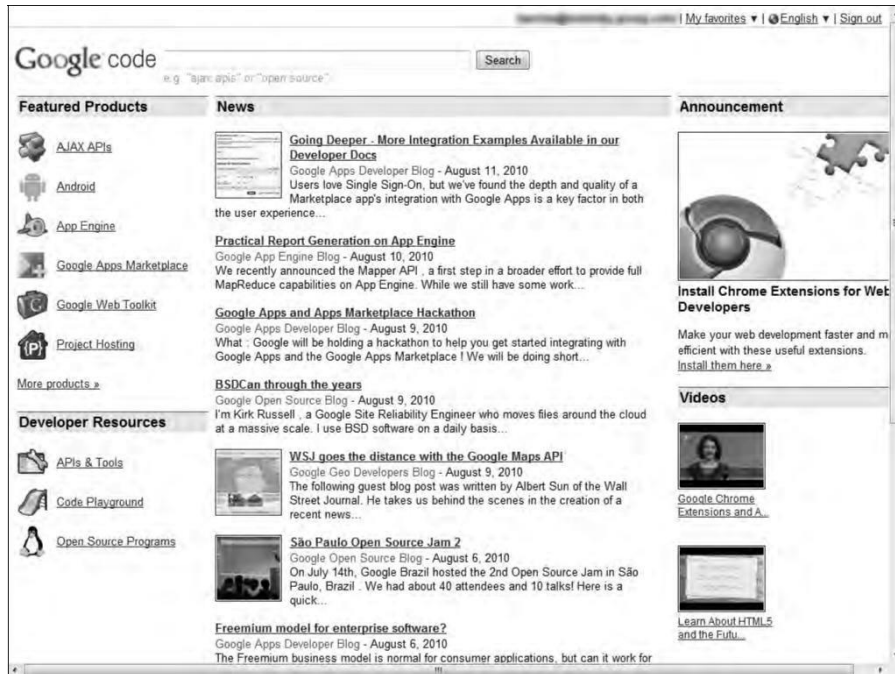 | My favorites ▼ | English ▼ | Sign out
Google code
Search
e.g. "ajax apis" or "open source"
Featured Products
AJAX APIs
Android
App Engine
Google Apps Marketplace
Google Web Toolkit
Project Hosting
More products »
Developer Resources
APIs & Tools
Code Playground
Open Source Programs
News
Going Deeper - More Integration Examples Available in our
Developer Docs
Google Apps Developer Blog - August 11, 2010
Users love Single Sign-On, but we've found the depth and quality of a
Marketplace app's integration with Google Apps is a key factor in both
the user experience...
Practical Report Generation on App Engine
Google App Engine Blog - August 10, 2010
We recently announced the Mapper API , a first step in a broader effort to provide full
MapReduce capabilities on App Engine. While we still have some work...
Google Apps and Apps Marketplace Hackathon
Google Apps Developer Blog - August 9, 2010
What : Google will be holding a hackathon to help you get started integrating with
Google Apps and the Google Apps Marketplace ! We will be doing short...
BSDCan through the years
Google Open Source Blog - August 9, 2010
I'm Kirk Russell , a Google Site Reliability Engineer who moves files around the cloud
at a massive scale. I use BSD software on a daily basis...
WSJ goes the distance with the Google Maps API
Google Geo Developers Blog - August 9, 2010
The following guest blog post was written by Albert Sun of the Wall
Street Journal. He takes us behind the scenes in the creation of a
recent news...
São Paulo Open Source Jam 2
Google Open Source Blog - August 6, 2010
On July 14th, Google Brazil hosted the 2nd Open Source Jam in São
Paulo, Brazil . We had about 40 attendees and 10 talks! Here is a
quick...
Freemium model for enterprise software?
Google Apps Developer Blog - August 6, 2010
The Freemium business model is normal for consumer applications, but can it work for
Announcement
Install Chrome Extensions for Web
Developers
Make your web development faster and m
efficient with these useful extensions.
Install them here »
Videos
Google Chrome
Extensions and A...
Learn About HTML5
and the Futu...